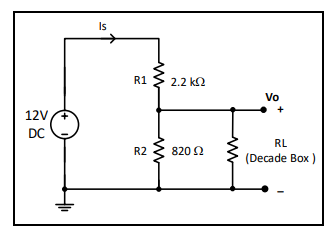 Is
R1 2.2 kΩ
Vo
+
12V
DC
+
−
R2 820 Ω
RL
(Decade Box )
−